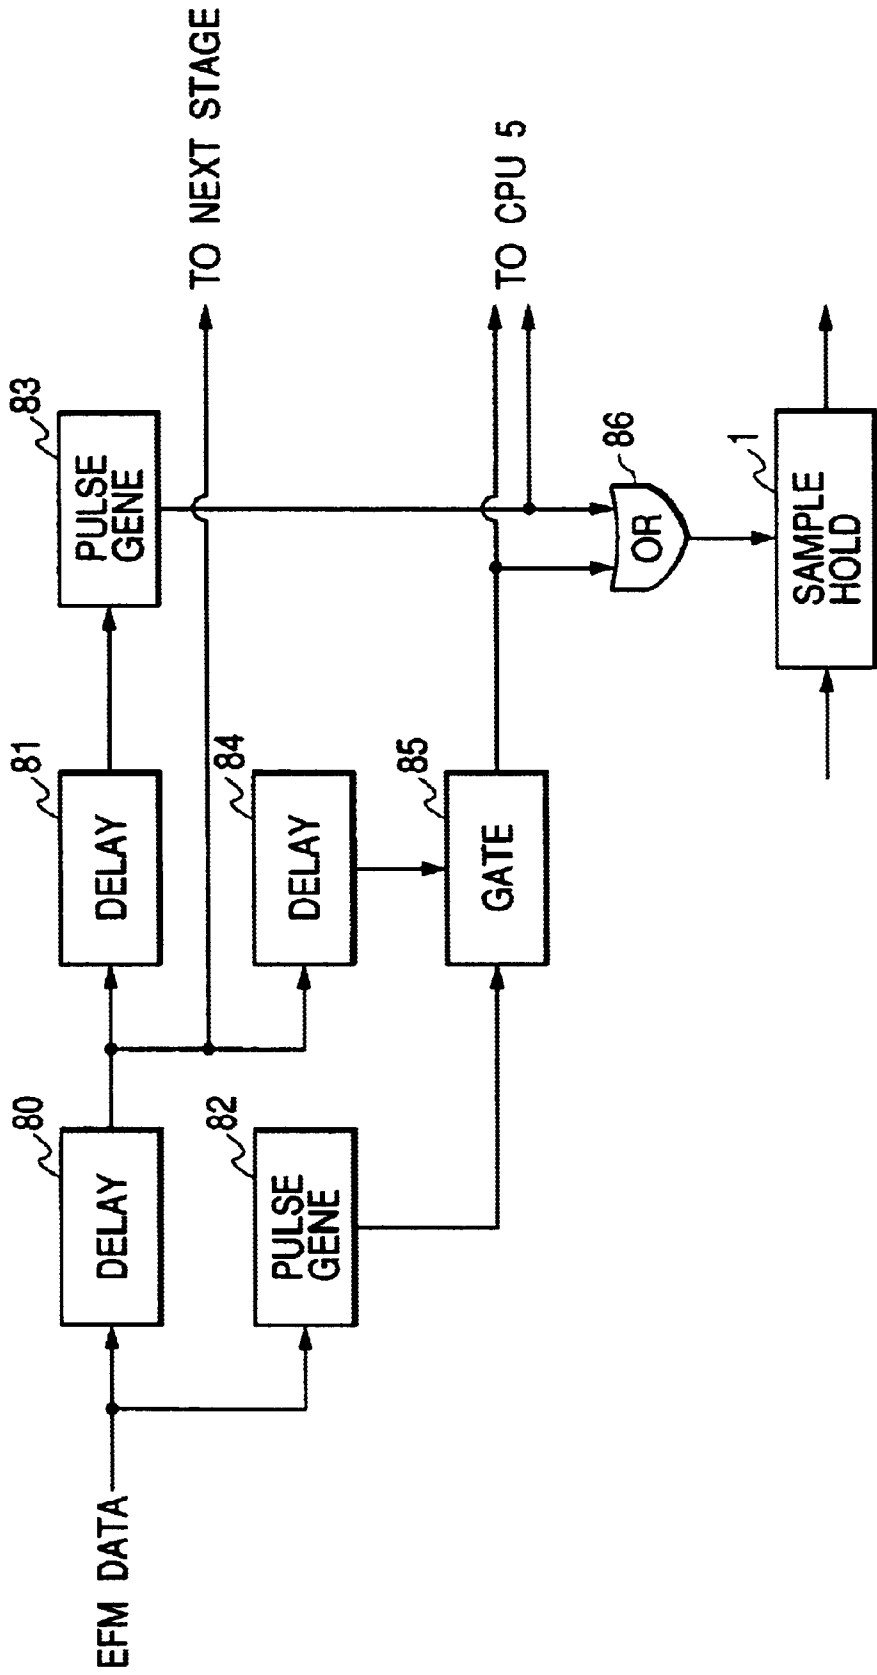 EFM DATA
80
DELAY
81
DELAY
83
PULSE
GENE
TO NEXT STAGE
82
PULSE
GENE
84
DELAY
85
GATE
TO CPU 5
86
OR
1
SAMPLE
HOLD